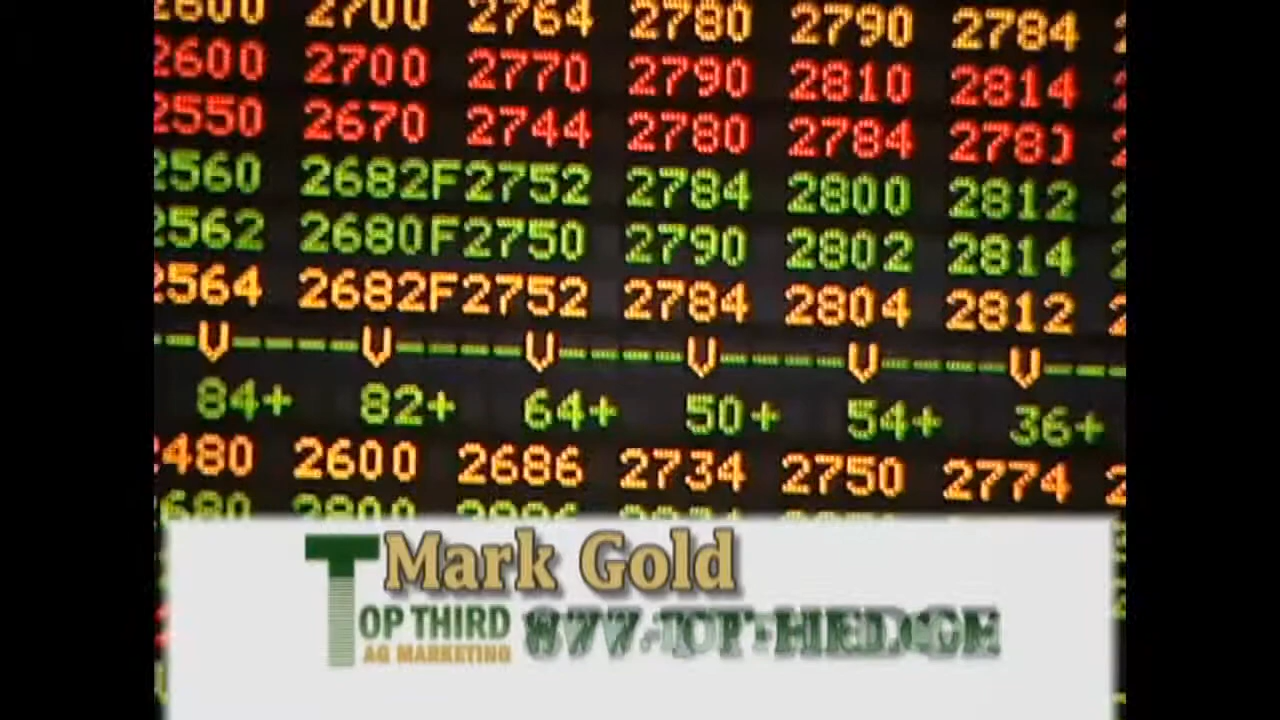 2700 2764 2780 2790 2784
2600 2700 2770 2790 2810 2814
2550 2670 2744 2780 2784 2780
2560 2682F2752 2784 2800 2812
2562 2680F2750 2790 2802 2814
2564 2682F2752 2784 2804 2812
84+ 82+ 64+ 50+ 54+ 36+
2480 2600 2686 2734 2750 2774
Mark Gold
TOP THIRD
AG MARKETING